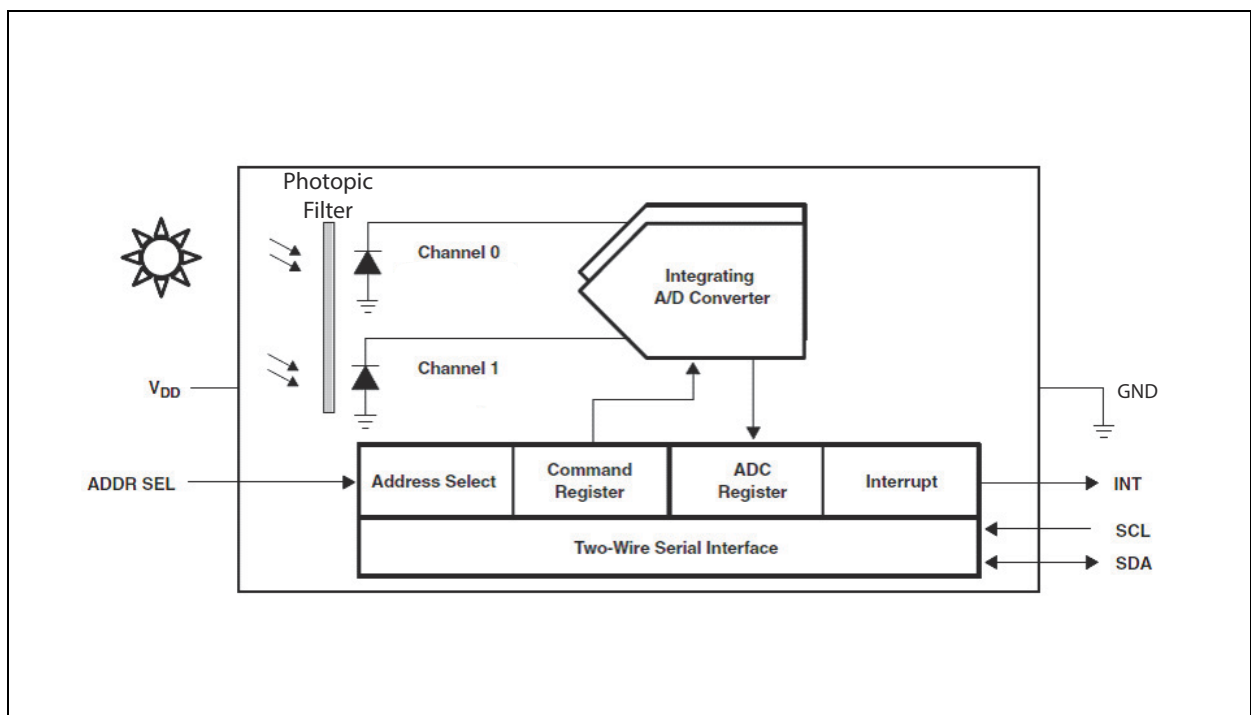 Photopic
Filter
Channel 0
Integrating
A/D Converter
Channel 1
VDD
GND
ADDR SEL
Address Select
Command
Register
ADC
Register
Interrupt
INT
Two-Wire Serial Interface
SCL
SDA